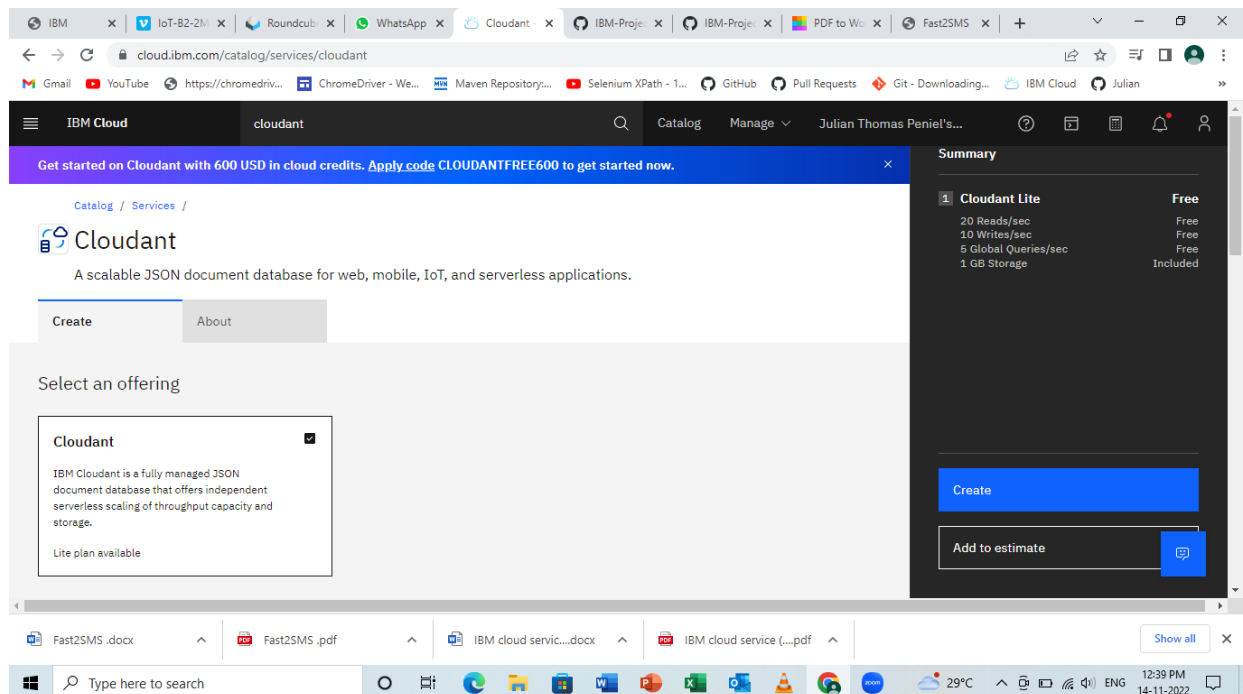 IBM
IoT-B2-2M
Roundcub
WhatsApp
Cloudant -
IBM-Projec
IBM-Projec
PDF to Wo
Fast2SMS
cloud.ibm.com/catalog/services/cloudant
Gmail
YouTube
https://chromedriv...
ChromeDriver - We...
Maven Repository:...
Selenium XPath - 1...
GitHub
Pull Requests
Git - Downloading...
IBM Cloud
Julian
»
IBM Cloud
cloudant
Catalog
Manage
Julian Thomas Peniel's...
Get started on Cloudant with 600 USD in cloud credits. Apply code CLOUDANTFREE600 to get started now.
Catalog / Services /
Cloudant
A scalable JSON document database for web, mobile, IoT, and serverless applications.
Create
About
Select an offering
Cloudant
IBM Cloudant is a fully managed JSON
document database that offers independent
serverless scaling of throughput capacity and
storage.
Lite plan available
Summary
1 Cloudant Lite Free
20 Reads/sec Free
10 Writes/sec Free
5 Global Queries/sec Free
1 GB Storage Included
Create
Add to estimate
Fast2SMS .docx
Fast2SMS .pdf
IBM cloud servic....docx
IBM cloud service (....pdf
Show all
Type here to search
zoom
29°C
ENG
12:39 PM
14-11-2022